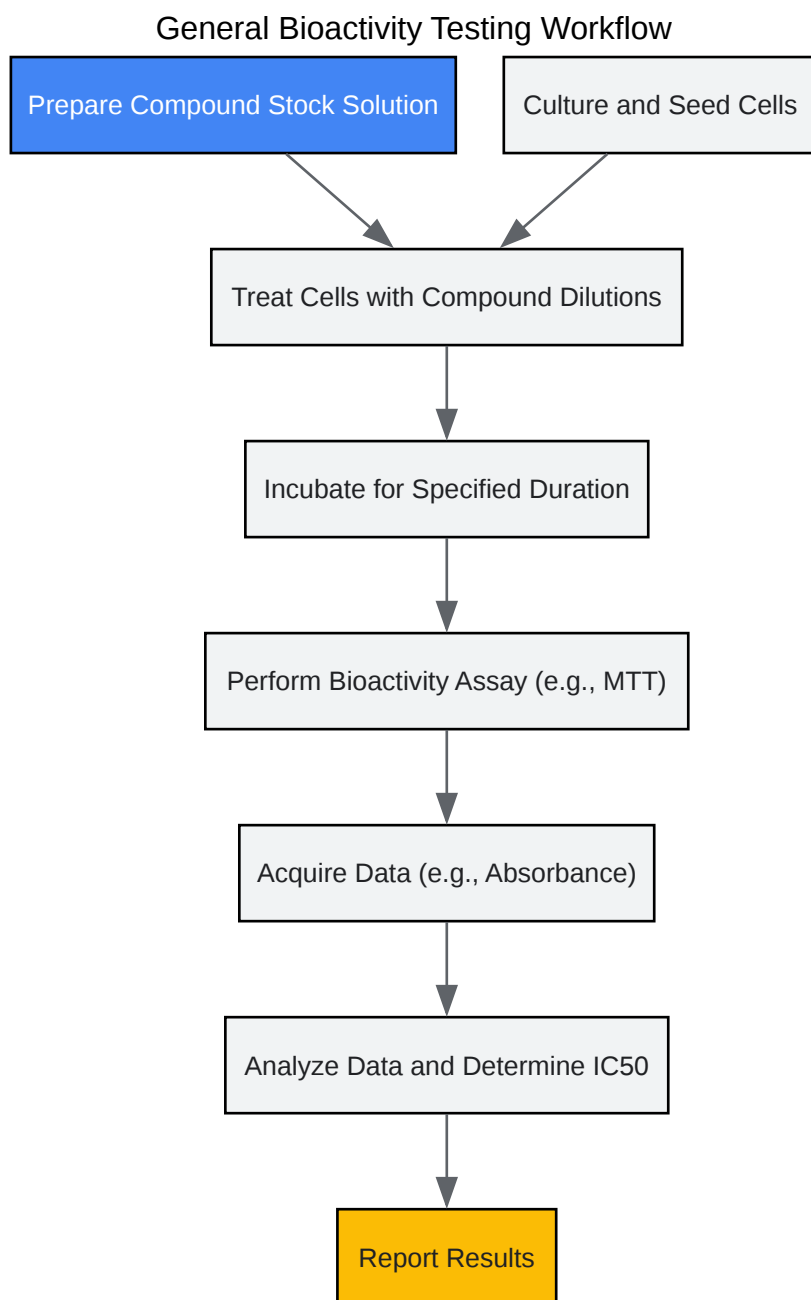 General Bioactivity Testing Workflow
Prepare Compound Stock Solution
Culture and Seed Cells
Treat Cells with Compound Dilutions
Incubate for Specified Duration
Perform Bioactivity Assay (e.g., MTT)
Acquire Data (e.g., Absorbance)
Analyze Data and Determine IC50
Report Results